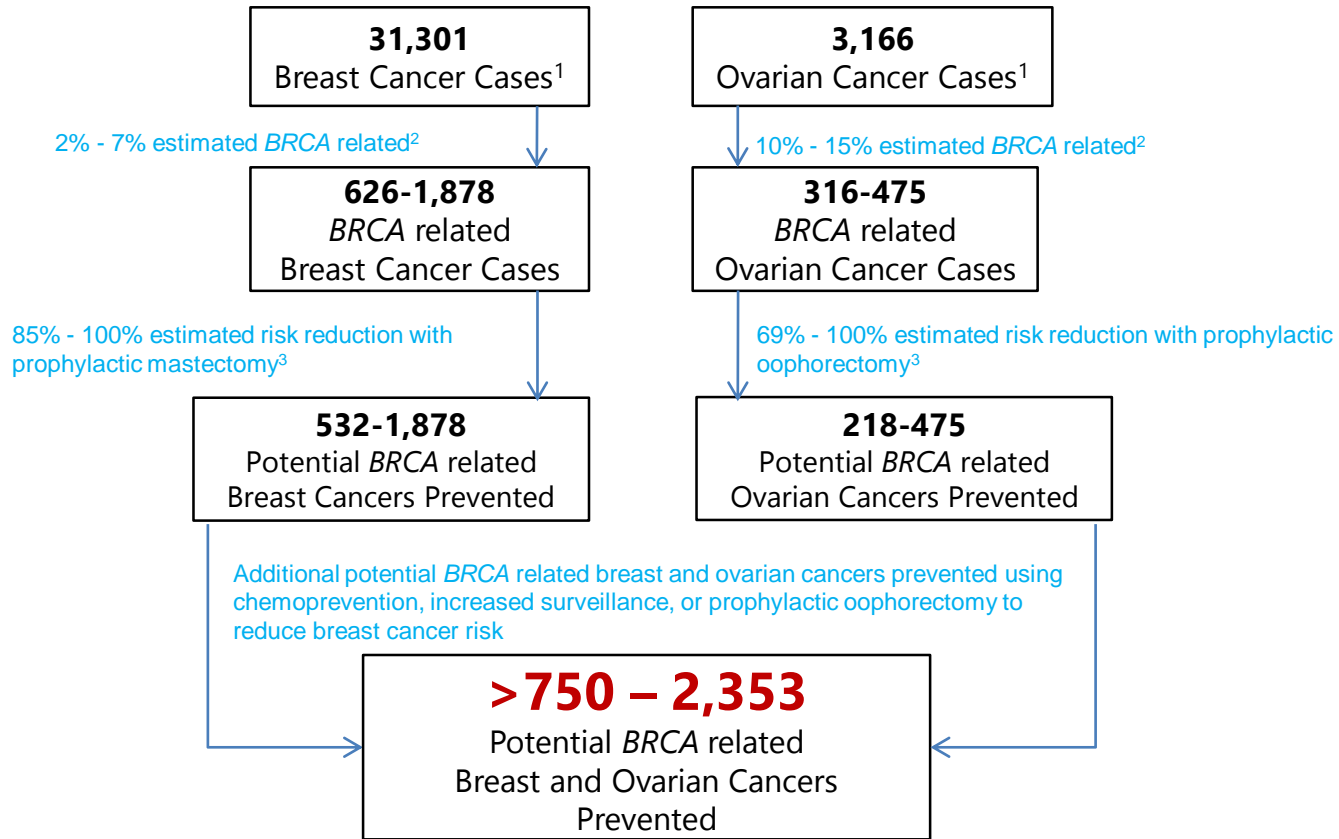 31,301
Breast Cancer Cases¹
3,166
Ovarian Cancer Cases¹
2% - 7% estimated BRCA related²
10% - 15% estimated BRCA related²
626-1,878
BRCA related
Breast Cancer Cases
316-475
BRCA related
Ovarian Cancer Cases
85% - 100% estimated risk reduction with
prophylactic mastectomy³
69% - 100% estimated risk reduction with prophylactic
oophorectomy³
532-1,878
Potential BRCA related
Breast Cancers Prevented
218-475
Potential BRCA related
Ovarian Cancers Prevented
Additional potential BRCA related breast and ovarian cancers prevented using
chemoprevention, increased surveillance, or prophylactic oophorectomy to
reduce breast cancer risk
>750 – 2,353
Potential BRCA related
Breast and Ovarian Cancers
Prevented